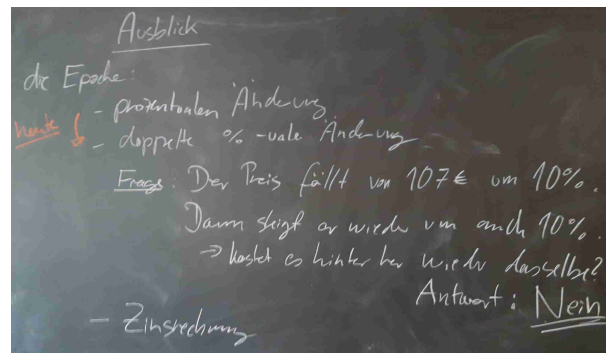 Ausblick
die Epoche:
- prozentualen Änderung
heute
- doppelte %-uale Änderung
Frage: Der Preis fällt von 107€ um 10%.
Dann steigt er wieder um auch 10%.
→ kostet es hinterher wieder dasselbe?
Antwort: Nein
- Zinsrechnung